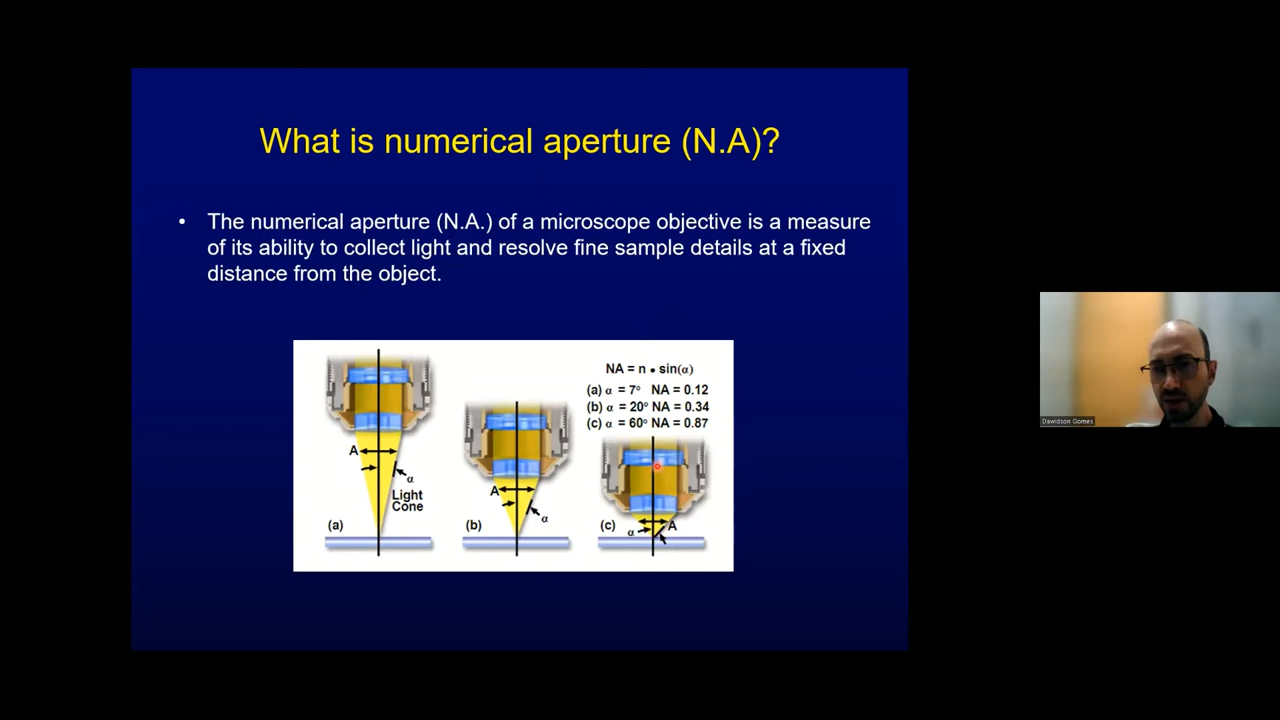 What is numerical aperture (N.A)?
• The numerical aperture (N.A.) of a microscope objective is a measure
of its ability to collect light and resolve fine sample details at a fixed
distance from the object.
NA = n • sin(α)
(a) α = 7° NA = 0.12
(b) α = 20° NA = 0.34
(c) α = 60° NA = 0.87
A
α
Light
Cone
(a)
A
α
(b)
A
α
(c)
Dawidson Gomes